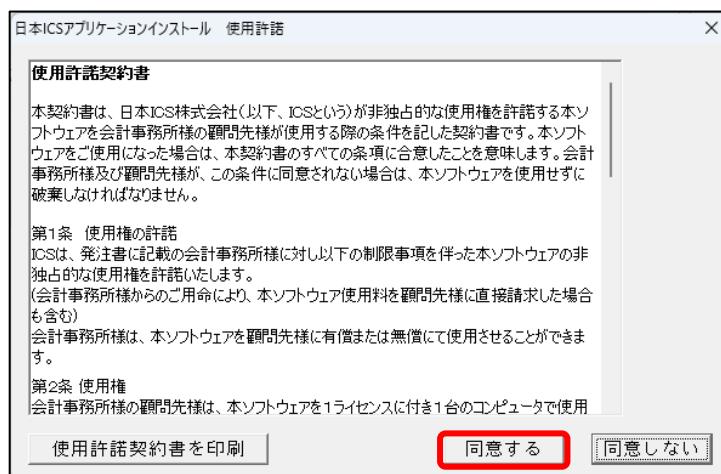 日本ICSアプリケーションインストール　使用許諾
使用許諾契約書
本契約書は、日本ICS株式会社(以下、ICSという)が非独占的な使用権を許諾する本ソ
フトウェアを会計事務所様の顧問先様が使用する際の条件を記した契約書です。本ソフト
ウェアをご使用になった場合は、本契約書のすべての条項に合意したことを意味します。会計
事務所様及び顧問先様が、この条件に同意されない場合は、本ソフトウェアを使用せずに
破棄しなければなりません。
第1条　使用権の許諾
ICSは、発注書に記載の会計事務所様に対し以下の制限事項を伴った本ソフトウェアの非
独占的な使用権を許諾いたします。
(会計事務所様からのご用命により、本ソフトウェア使用料を顧問先様に直接請求した場合
も含む)
会計事務所様は、本ソフトウェアを顧問先様に有償または無償にて使用させることができま
す。
第2条 使用権
会計事務所様の顧問先様は、本ソフトウェアを1ライセンスに付き1台のコンピュータで使用
使用許諾契約書を印刷
同意する
同意しない